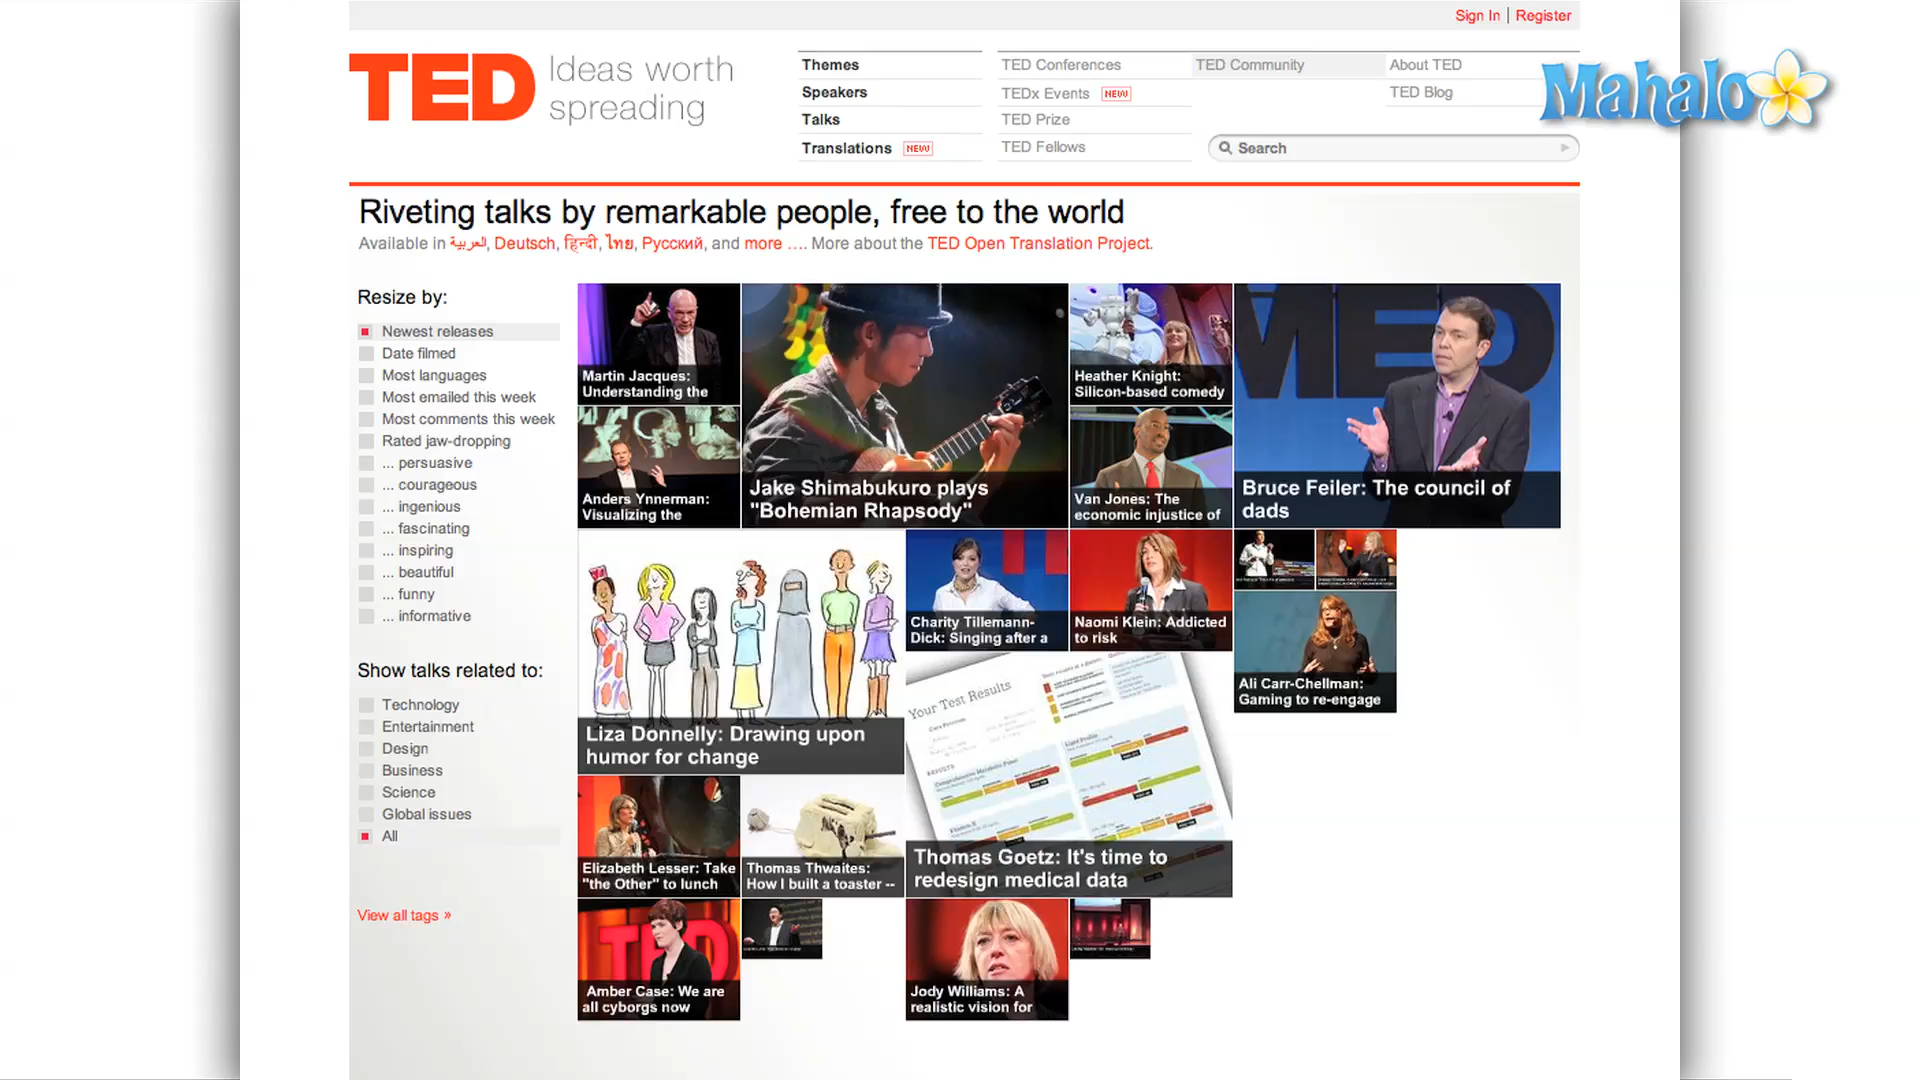 Sign In | Register
TED Ideas worth
spreading
Themes
Speakers
Talks
Translations NEW
TED Conferences
TEDx Events NEW
TED Prize
TED Fellows
TED Community
About TED
TED Blog
Search
Mahalo
Riveting talks by remarkable people, free to the world
Available in العربية, Deutsch, हिन्दी, ไทย, Русский, and more .... More about the TED Open Translation Project.
Resize by:
Newest releases
Date filmed
Most languages
Most emailed this week
Most comments this week
Rated jaw-dropping
... persuasive
... courageous
... ingenious
... fascinating
... inspiring
... beautiful
... funny
... informative
Show talks related to:
Technology
Entertainment
Design
Business
Science
Global issues
All
View all tags »
Martin Jacques:
Understanding the
Anders Ynnerman:
Visualizing the
Jake Shimabukuro plays
"Bohemian Rhapsody"
Heather Knight:
Silicon-based comedy
Van Jones: The
economic injustice of
TED
Bruce Feiler: The council of
dads
Liza Donnelly: Drawing upon
humor for change
Charity Tillemann-
Dick: Singing after a
Naomi Klein: Addicted
to risk
Ali Carr-Chellman:
Gaming to re-engage
Your Test Results
RESULTS
Thomas Goetz: It's time to
redesign medical data
Elizabeth Lesser: Take
"the Other" to lunch
Thomas Thwaites:
How I built a toaster --
TED
Amber Case: We are
all cyborgs now
Jody Williams: A
realistic vision for